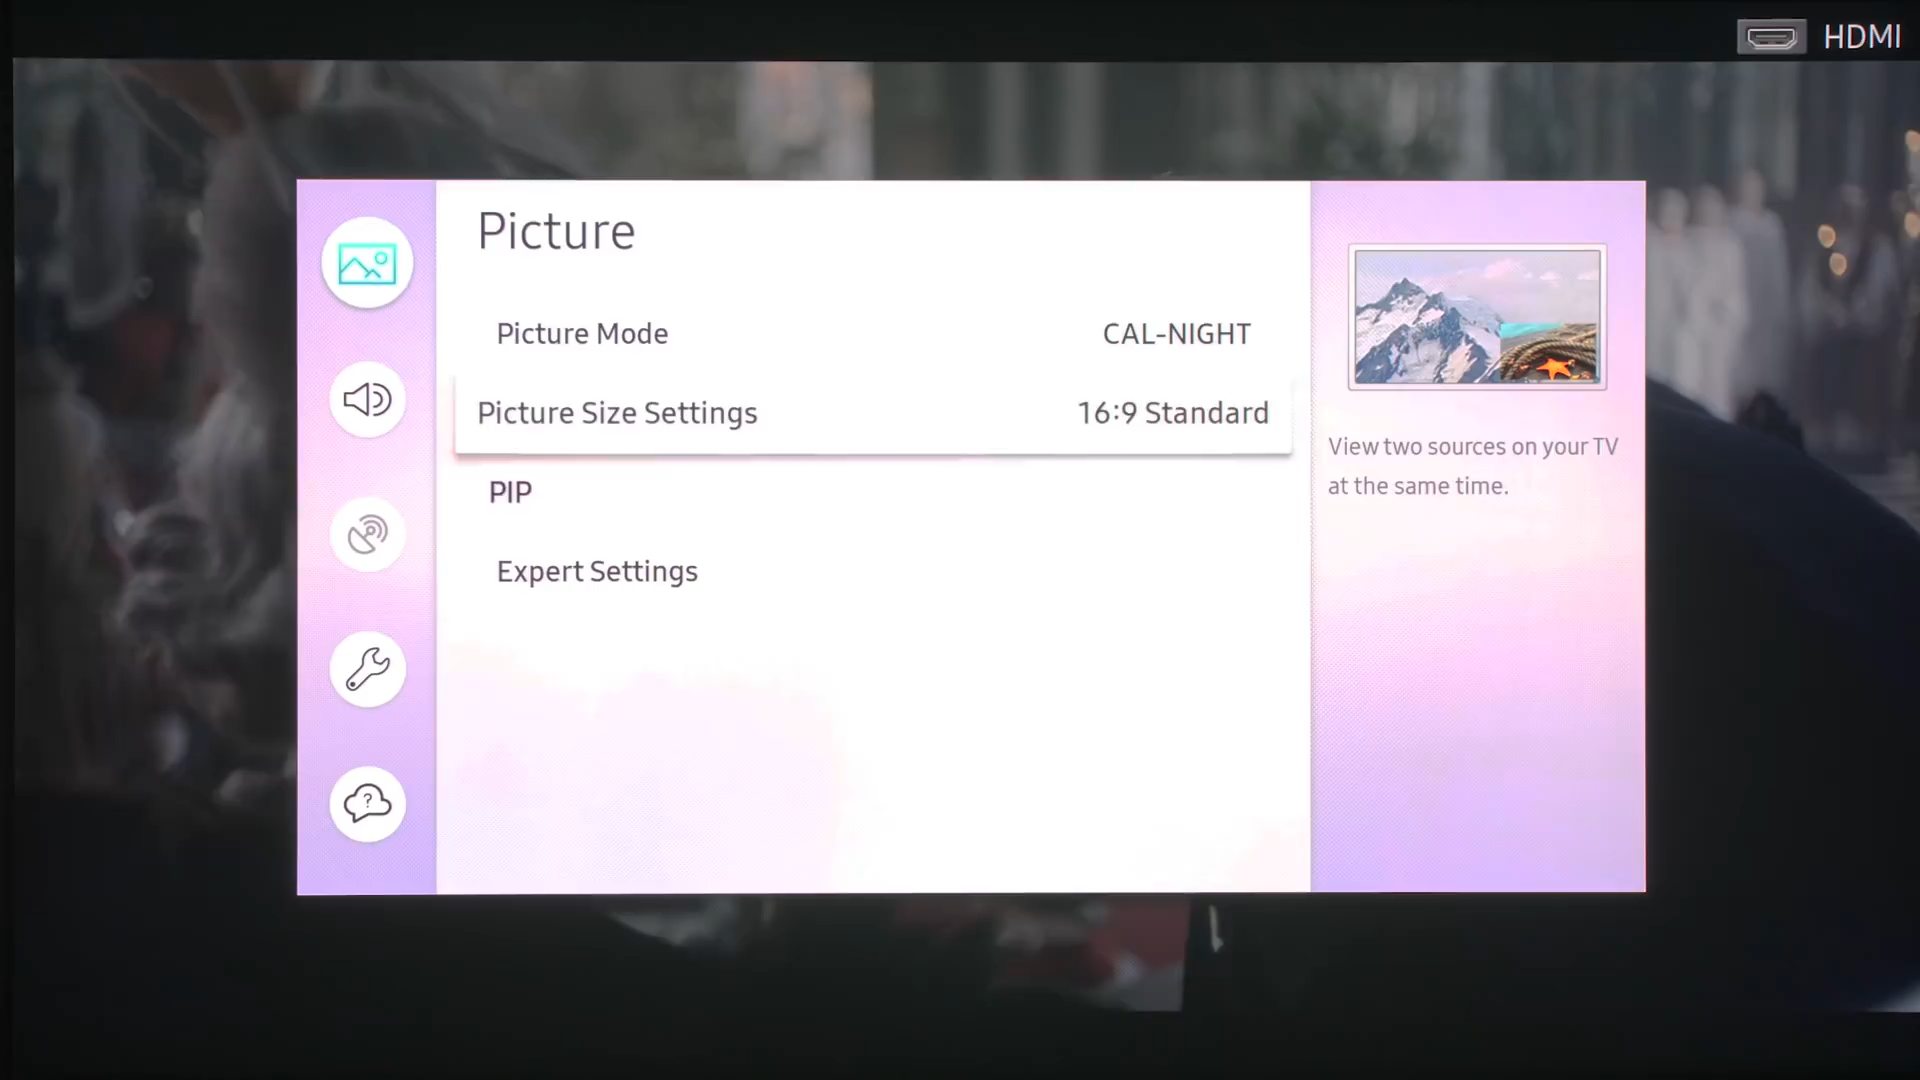 HDMI
Picture
Picture Mode CAL-NIGHT
Picture Size Settings 16:9 Standard
PIP
Expert Settings
View two sources on your TV
at the same time.
?